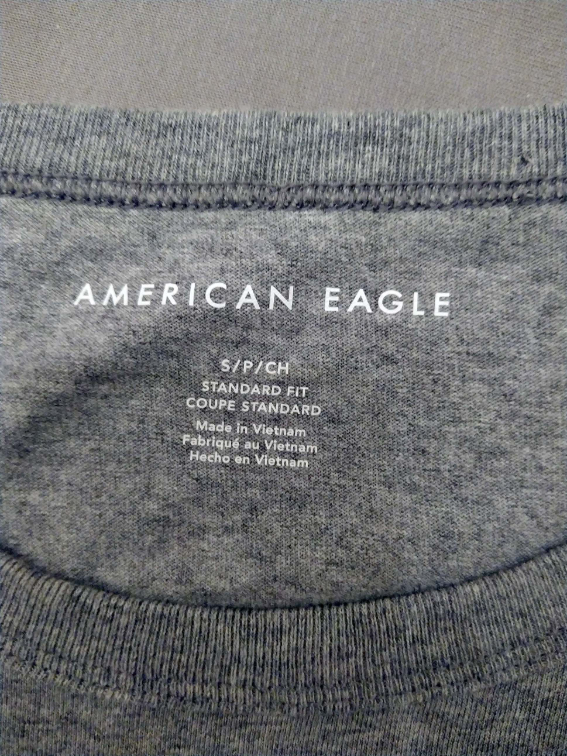 AMERICAN EAGLE
S/P/CH
STANDARD FIT
COUPE STANDARD
Made in Vietnam
Fabriqué au Vietnam
Hecho en Vietnam